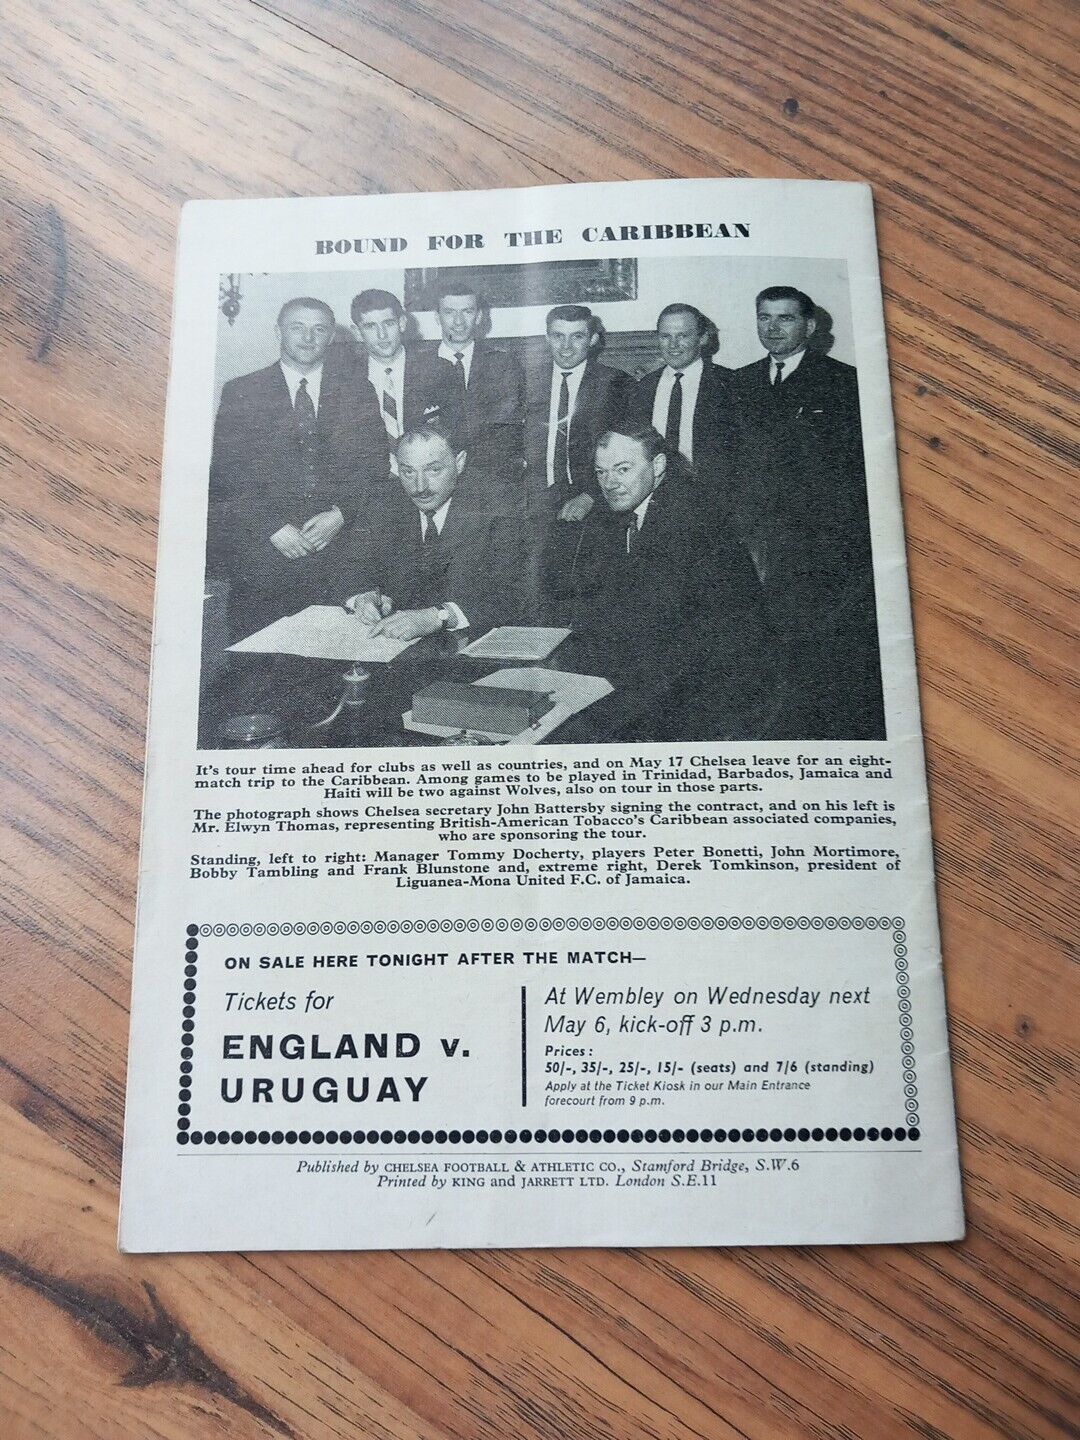 BOUND FOR THE CARIBBEAN
It's tour time ahead for clubs as well as countries, and on May 17 Chelsea leave for an eight-
match trip to the Caribbean. Among games to be played in Trinidad, Barbados, Jamaica and
Haiti will be two against Wolves, also on tour in those parts.
The photograph shows Chelsea secretary John Battersby signing the contract, and on his left is
Mr. Elwyn Thomas, representing British-American Tobacco's Caribbean associated companies,
who are sponsoring the tour.
Standing, left to right: Manager Tommy Docherty, players Peter Bonetti, John Mortimore,
Bobby Tambling and Frank Blunstone and, extreme right, Derek Tomkinson, president of
Liguanea-Mona United F.C. of Jamaica.
ON SALE HERE TONIGHT AFTER THE MATCH—
Tickets for
ENGLAND v.
URUGUAY
At Wembley on Wednesday next
May 6, kick-off 3 p.m.
Prices:
50/-, 35/-, 25/-, 15/- (seats) and 7/6 (standing)
Apply at the Ticket Kiosk in our Main Entrance
forecourt from 9 p.m.
Published by CHELSEA FOOTBALL & ATHLETIC CO., Stamford Bridge, S.W.6
Printed by KING and JARRETT LTD. London S.E.11